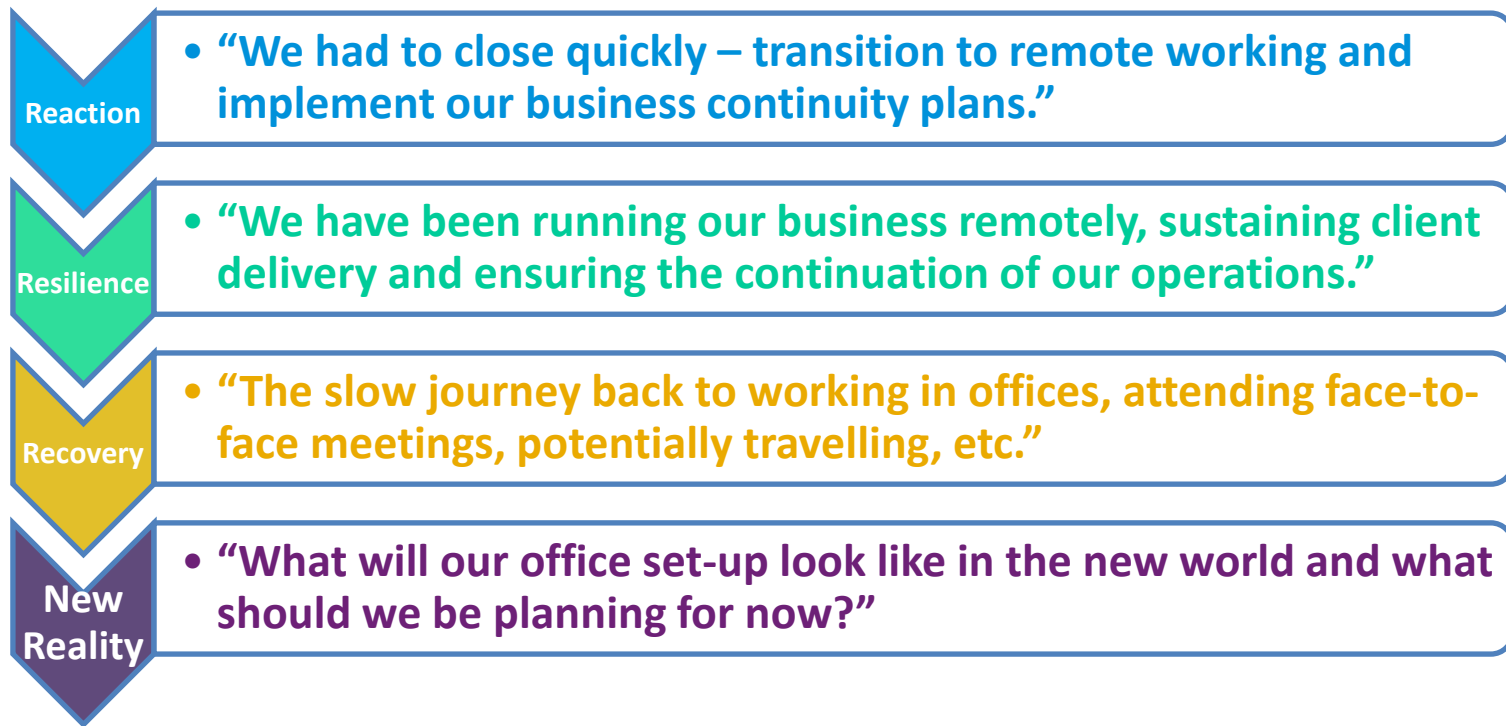 Reaction
• “We had to close quickly – transition to remote working and
implement our business continuity plans.”
Resilience
• “We have been running our business remotely, sustaining client
delivery and ensuring the continuation of our operations.”
Recovery
• “The slow journey back to working in offices, attending face-to-
face meetings, potentially travelling, etc.”
New
Reality
• “What will our office set-up look like in the new world and what
should we be planning for now?”